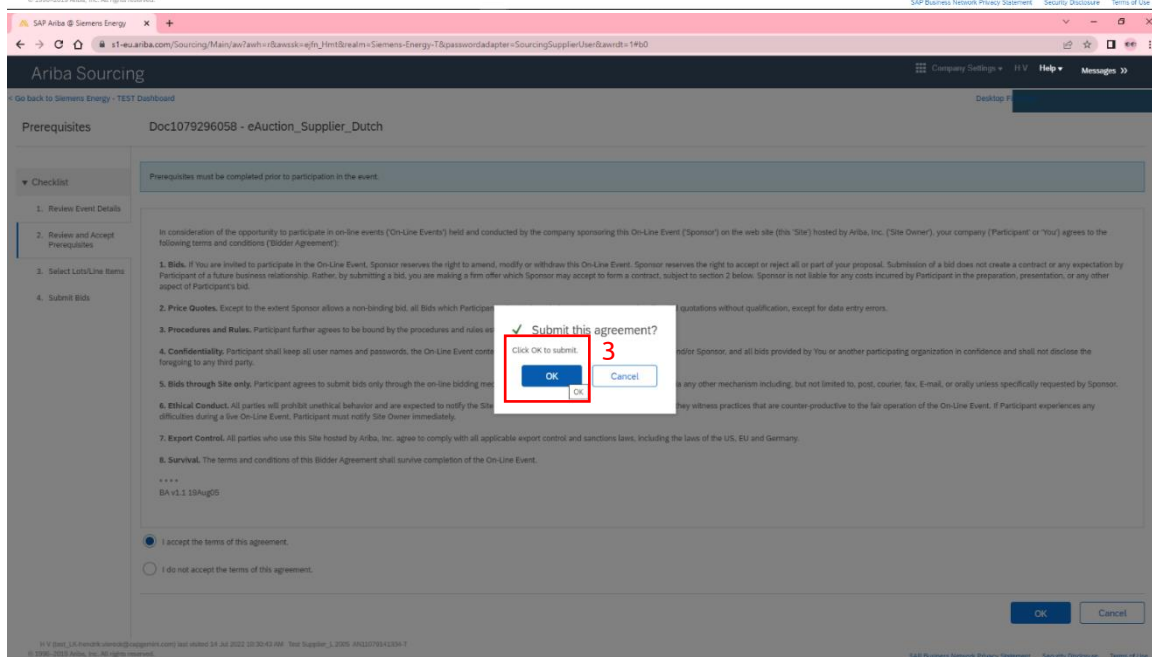 SAP Business Network Privacy Statement Security Disclosure Terms of Use
SAP Ariba @ Siemens Energy
s1-eu.ariba.com/Sourcing/Main/aw?awh=r&awssk=ejfn_Hmt&realm=Siemens-Energy-T&passwordadapter=SourcingSupplierUser&awrdt=1#b0
Ariba Sourcing
Company Settings ▾ H V Help ▾ Messages »
< Go back to Siemens Energy - TEST Dashboard
Desktop
Prerequisites
Doc1079296058 - eAuction_Supplier_Dutch
▾ Checklist
1. Review Event Details
2. Review and Accept
Prerequisites
3. Select Lots/Line Items
4. Submit Bids
Prerequisites must be completed prior to participation in the event.
In consideration of the opportunity to participate in on-line events ('On-Line Events') held and conducted by the company sponsoring this On-Line Event ('Sponsor') on the web site (this 'Site') hosted by Ariba, Inc. ('Site Owner'), your company ('Participant' or 'You') agrees to the
following terms and conditions ('Bidder Agreement'):
1. Bids. If You are invited to participate in the On-Line Event, Sponsor reserves the right to amend, modify or withdraw this On-Line Event. Sponsor reserves the right to accept or reject all or part of your proposal. Submission of a bid does not create a contract or any expectation by
Participant of a future business relationship. Rather, by submitting a bid, you are making a firm offer which Sponsor may accept to form a contract, subject to section 2 below. Sponsor is not liable for any costs incurred by Participant in the preparation, presentation, or any other
aspect of Participant's bid.
2. Price Quotes. Except to the extent Sponsor allows a non-binding bid, all Bids which Participan
quotations without qualification, except for data entry errors.
3. Procedures and Rules. Participant further agrees to be bound by the procedures and rules es
4. Confidentiality. Participant shall keep all user names and passwords, the On-Line Event conte
nd/or Sponsor, and all bids provided by You or another participating organization in confidence and shall not disclose the
foregoing to any third party.
5. Bids through Site only. Participant agrees to submit bids only through the on-line bidding mec
a any other mechanism including, but not limited to, post, courier, fax, E-mail, or orally unless specifically requested by Sponsor.
6. Ethical Conduct. All parties will prohibit unethical behavior and are expected to notify the Site
they witness practices that are counter-productive to the fair operation of the On-Line Event. If Participant experiences any
difficulties during a live On-Line Event. Participant must notify Site Owner immediately.
7. Export Control. All parties who use this Site hosted by Ariba, Inc. agree to comply with all applicable export control and sanctions laws, including the laws of the US, EU and Germany.
8. Survival. The terms and conditions of this Bidder Agreement shall survive completion of the On-Line Event.
* * * *
BA v1.1 19Aug05
✓ Submit this agreement?
Click OK to submit.
3
OK Cancel
OK
I accept the terms of this agreement.
I do not accept the terms of this agreement.
OK Cancel
SAP Business Network Privacy Statement Security Disclosure Terms of Use